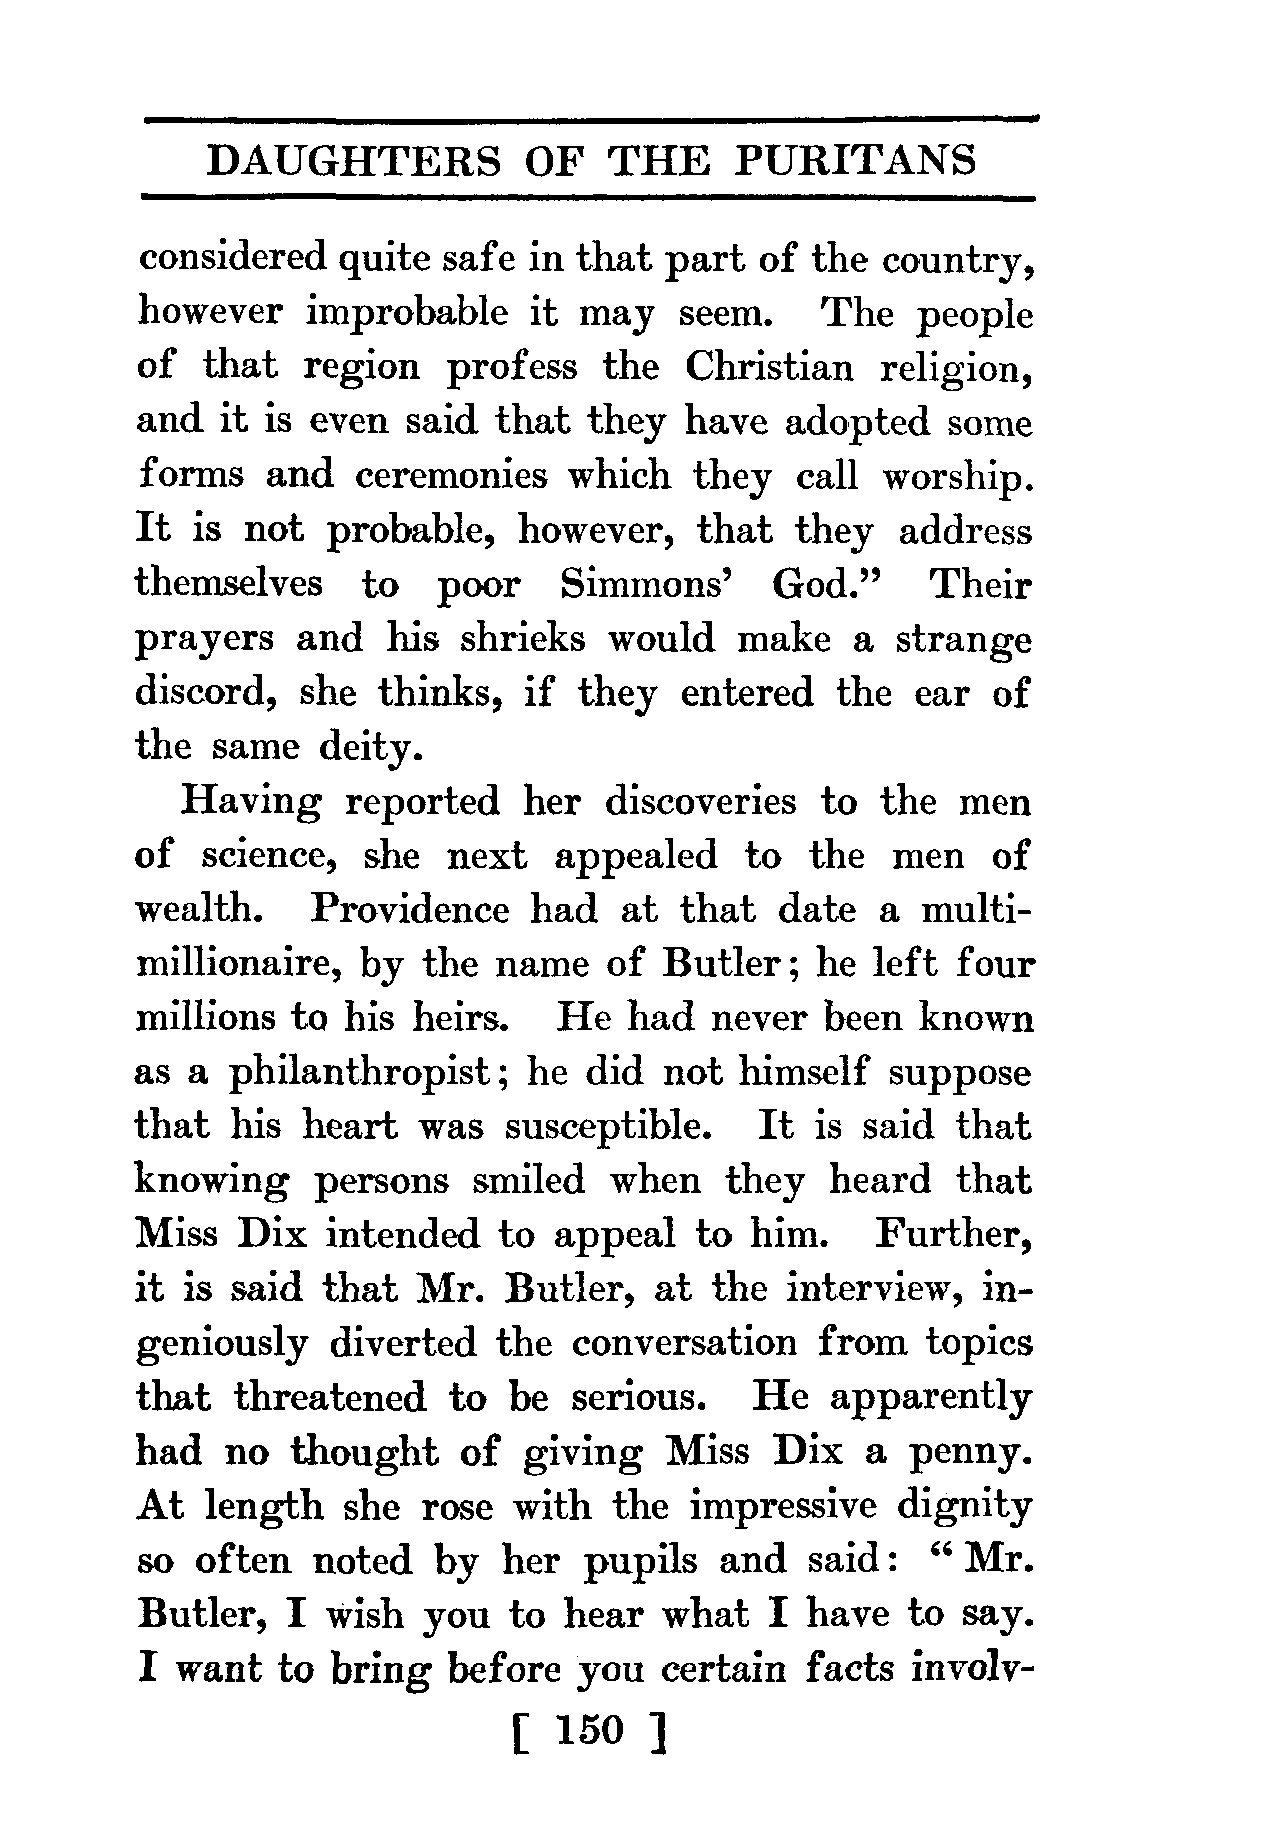 DAUGHTERS OF THE PURITANS
considered quite safe in that part of the country,
however improbable it may seem. The people
of that region profess the Christian religion,
and it is even said that they have adopted some
forms and ceremonies which they call worship.
It is not probable, however, that they address
themselves to poor Simmons' God." Their
prayers and his shrieks would make a strange
discord, she thinks, if they entered the ear of
the same deity.
Having reported her discoveries to the men
of science, she next appealed to the men of
wealth. Providence had at that date a multi-
millionaire, by the name of Butler; he left four
millions to his heirs. He had never been known
as a philanthropist; he did not himself suppose
that his heart was susceptible. It is said that
knowing persons smiled when they heard that
Miss Dix intended to appeal to him. Further,
it is said that Mr. Butler, at the interview, in-
geniously diverted the conversation from topics
that threatened to be serious. He apparently
had no thought of giving Miss Dix a penny.
At length she rose with the impressive dignity
so often noted by her pupils and said: "Mr.
Butler, I wish you to hear what I have to say.
I want to bring before you certain facts involv-
[ 150 ]